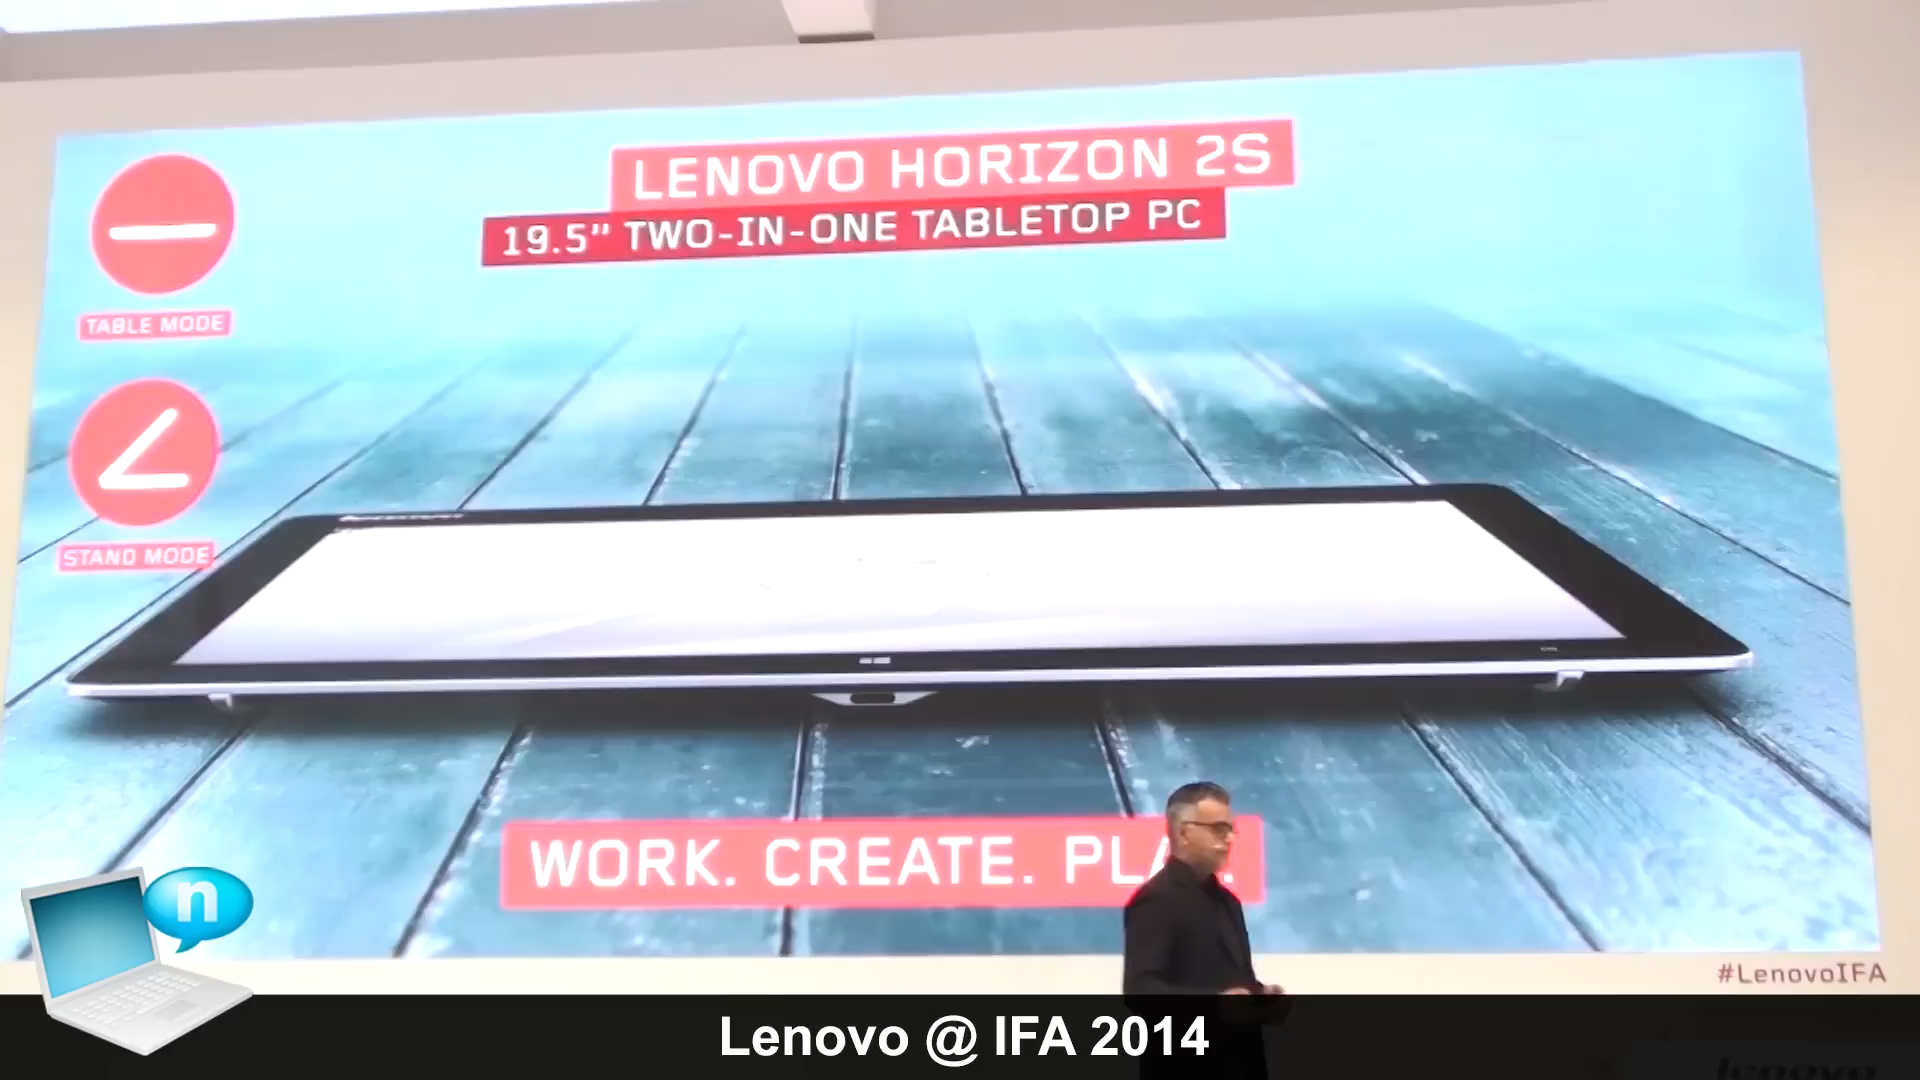 LENOVO HORIZON 2S
19.5" TWO-IN-ONE TABLETOP PC
TABLE MODE
STAND MODE
WORK. CREATE.
#LenovoIFA
n
Lenovo @ IFA 2014
lenovo